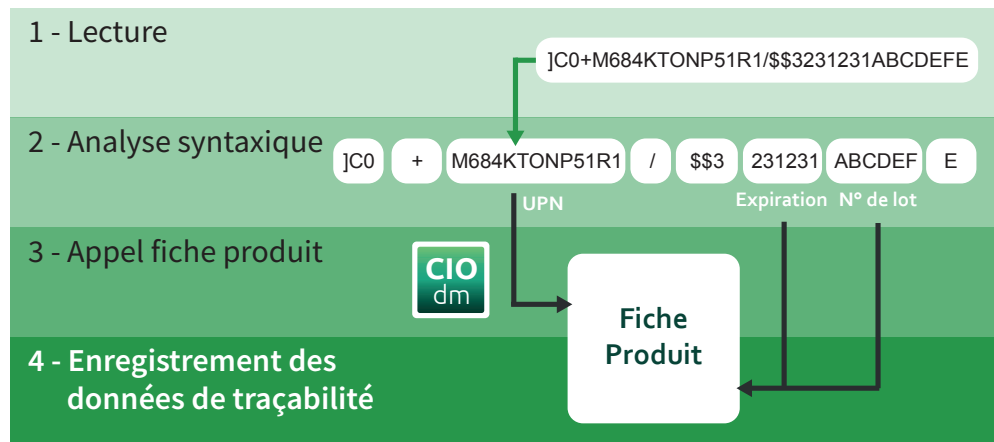 1 - Lecture
]C0+M684KTONP51R1/$$3231231ABCDEFE
2 - Analyse syntaxique
]C0 + M684KTONP51R1 / $$3 231231 ABCDEF E
UPN Expiration N° de lot
3 - Appel fiche produit
CIO
dm
Fiche
Produit
4 - Enregistrement des
données de traçabilité